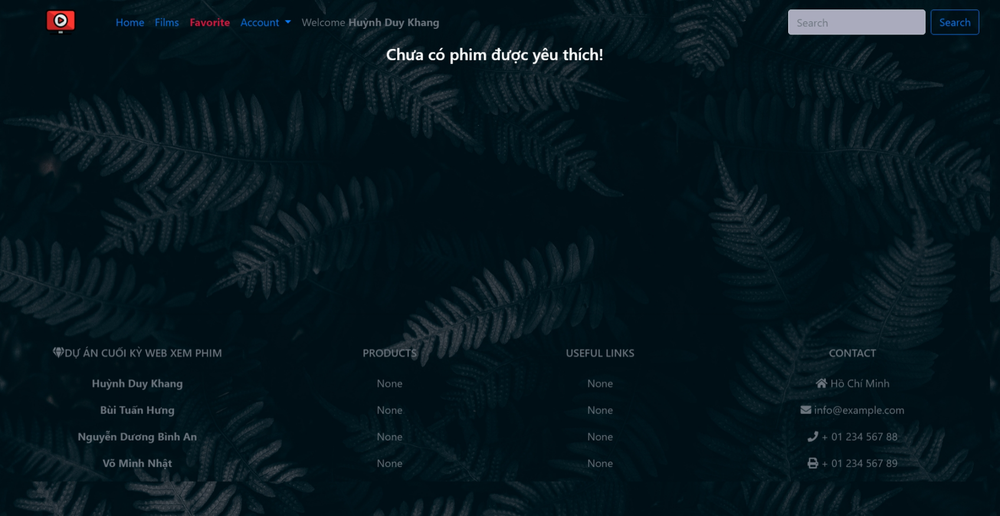 Home Films Favorite Account Welcome Huỳnh Duy Khang Search Search
Chưa có phim được yêu thích!
DỰ ÁN CUỐI KỲ WEB XEM PHIM
Huỳnh Duy Khang
Bùi Tuấn Hưng
Nguyễn Dương Bình An
Võ Minh Nhật
PRODUCTS
None
None
None
None
USEFUL LINKS
None
None
None
None
CONTACT
Hồ Chí Minh
info@example.com
+ 01 234 567 88
+ 01 234 567 89